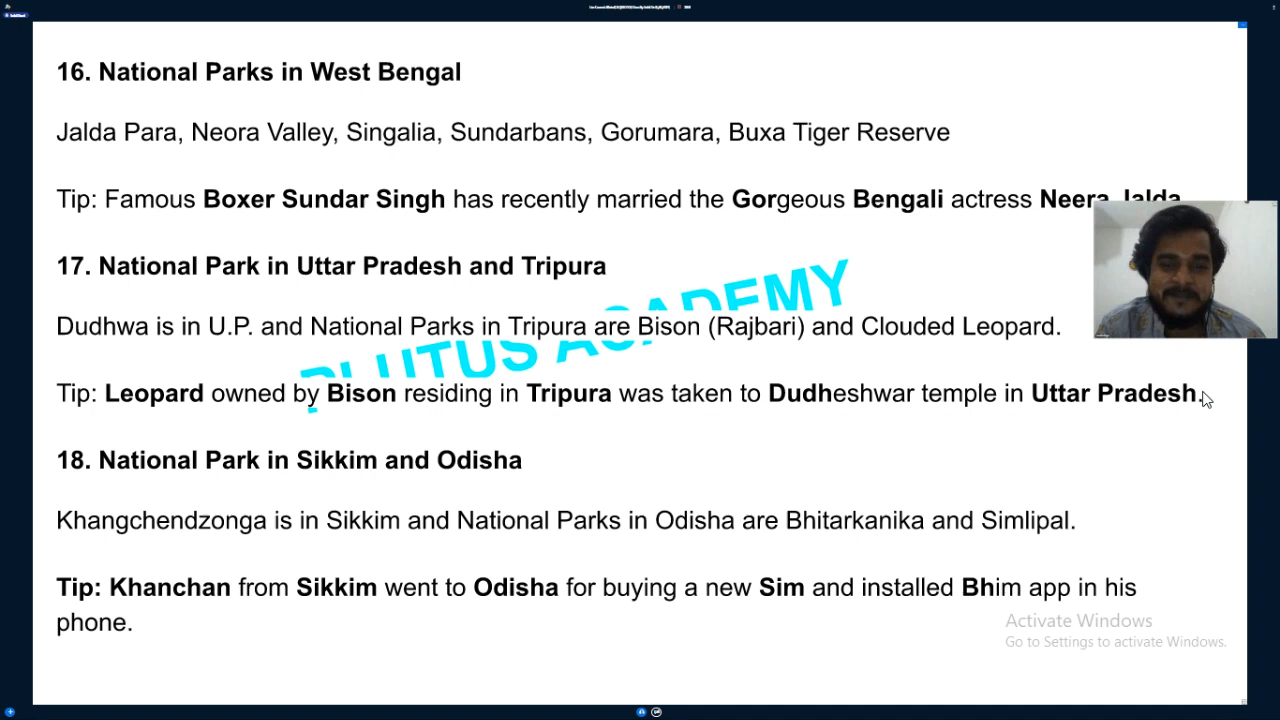 16. National Parks in West Bengal
Jalda Para, Neora Valley, Singalia, Sundarbans, Gorumara, Buxa Tiger Reserve
Tip: Famous Boxer Sundar Singh has recently married the Gorgeous Bengali actress Neera Jalda
17. National Park in Uttar Pradesh and Tripura
PLUTUS ACADEMY
Dudhwa is in U.P. and National Parks in Tripura are Bison (Rajbari) and Clouded Leopard.
Tip: Leopard owned by Bison residing in Tripura was taken to Dudheshwar temple in Uttar Pradesh.
18. National Park in Sikkim and Odisha
Khangchendzonga is in Sikkim and National Parks in Odisha are Bhitarkanika and Simlipal.
Tip: Khanchan from Sikkim went to Odisha for buying a new Sim and installed Bhim app in his
phone.
Activate Windows
Go to Settings to activate Windows.